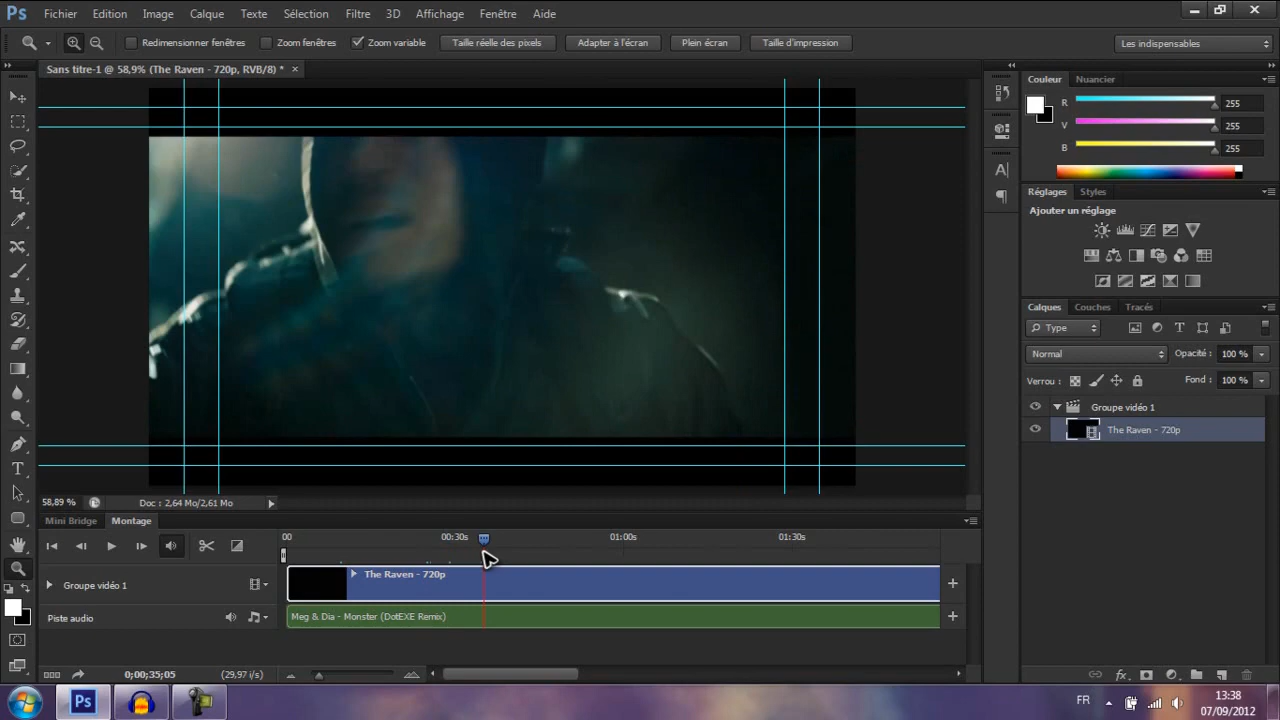 Ps Fichier Edition Image Calque Texte Sélection Filtre 3D Affichage Fenêtre Aide
Redimensionner fenêtres Zoom fenêtres Zoom variable Taille réelle des pixels Adapter à l'écran Plein écran Taille d'impression Les indispensables
Sans titre-1 @ 58,9% (The Raven - 720p, RVB/8) * ×
Couleur Nuancier
R 255
V 255
B 255
Réglages Styles
Ajouter un réglage
Calques Couches Tracés
Type
Normal Opacité : 100 %
Verrou : Fond : 100 %
Groupe vidéo 1
The Raven - 720p
58,89 % Doc : 2,64 Mo/2,61 Mo
Mini Bridge Montage
00 00:30s 01:00s 01:30s
Groupe vidéo 1 The Raven - 720p
Piste audio Meg & Dia - Monster (DotEXE Remix)
0;00;35;05 (29,97 i/s)
Ps FR 13:38
07/09/2012